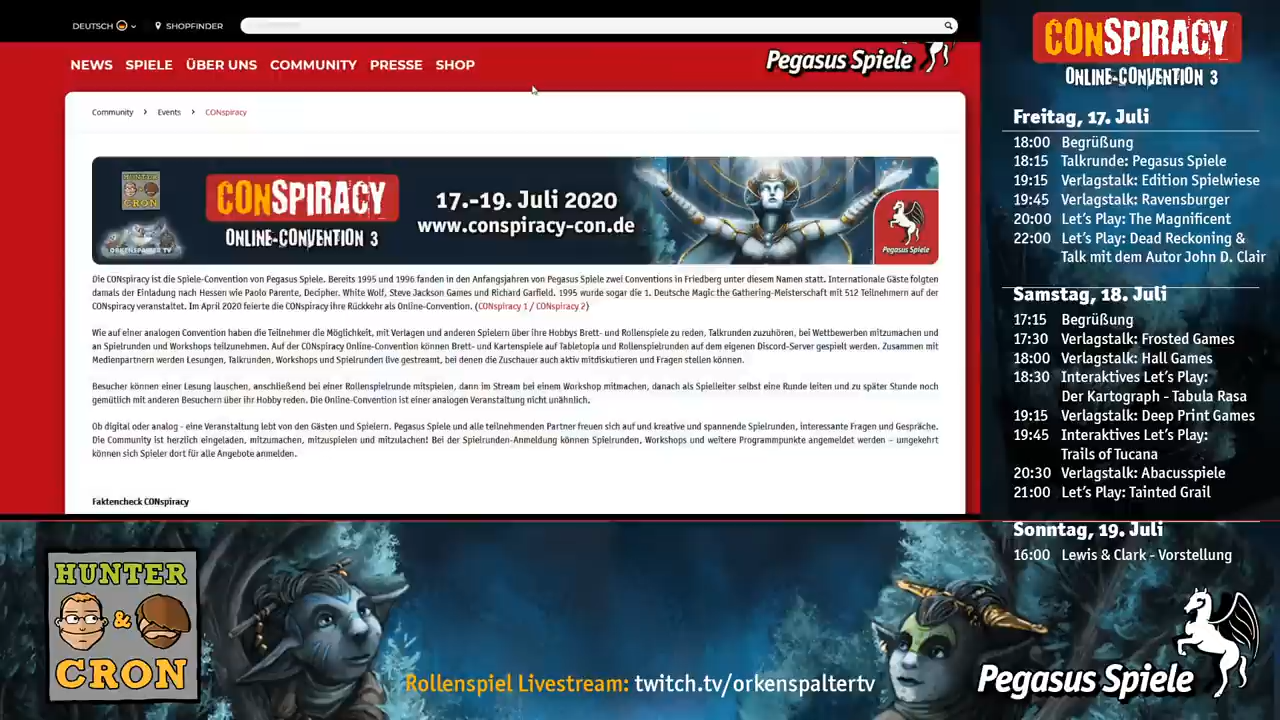 DEUTSCH
SHOPFINDER
NEWS SPIELE ÜBER UNS COMMUNITY PRESSE SHOP
Pegasus Spiele
Community > Events > CONspiracy
HUNTER
CRON
ORKENSPALTER TV
CONSPIRACY
ONLINE-CONVENTION 3
17.-19. Juli 2020
www.conspiracy-con.de
Pegasus Spiele
Die CONspiracy ist die Spiele-Convention von Pegasus Spiele. Bereits 1995 und 1996 fanden in den Anfangsjahren von Pegasus Spiele zwei Conventions in Friedberg unter diesem Namen statt. Internationale Gäste folgten
damals der Einladung nach Hessen wie Paolo Parente, Decipher. White Wolf, Steve Jackson Games und Richard Garfield. 1995 wurde sogar die 1. Deutsche Magic the Gathering-Meisterschaft mit 512 Teilnehmern auf der
CONspiracy veranstaltet. Im April 2020 feierte die CONspiracy ihre Rückkehr als Online-Convention. (CONspiracy 1 / CONspiracy 2)
Wie auf einer analogen Convention haben die Teilnehmer die Möglichkeit, mit Verlagen und anderen Spielern über ihre Hobbys Brett- und Rollenspiele zu reden, Talkrunden zuzuhören, bei Wettbewerben mitzumachen und
an Spielrunden und Workshops teilzunehmen. Auf der CONspiracy Online-Convention können Brett- und Kartenspiele auf Tabletopia und Rollenspielrunden auf dem eigenen Discord-Server gespielt werden. Zusammen mit
Medienpartnern werden Lesungen, Talkrunden, Workshops und Spielrunden live gestreamt, bei denen die Zuschauer auch aktiv mitdiskutieren und Fragen stellen können.
Besucher können einer Lesung lauschen, anschließend bei einer Rollenspielrunde mitspielen, dann im Stream bei einem Workshop mitmachen, danach als Spielleiter selbst eine Runde leiten und zu später Stunde noch
gemütlich mit anderen Besuchern über ihr Hobby reden. Die Online-Convention ist einer analogen Veranstaltung nicht unähnlich.
Ob digital oder analog - eine Veranstaltung lebt von den Gästen und Spielern. Pegasus Spiele und alle teilnehmenden Partner freuen sich auf und kreative und spannende Spielrunden, interessante Fragen und Gespräche.
Die Community ist herzlich eingeladen, mitzumachen, mitzuspielen und mitzulachen! Bei der Spielrunden-Anmeldung können Spielrunden, Workshops und weitere Programmpunkte angemeldet werden – ungekehrt
können sich Spieler dort für alle Angebote anmelden.
Faktencheck CONspiracy
CONSPIRACY
ONLINE-CONVENTION 3
Freitag, 17. Juli
18:00 Begrüßung
18:15 Talkrunde: Pegasus Spiele
19:15 Verlagstalk: Edition Spielwiese
19:45 Verlagstalk: Ravensburger
20:00 Let's Play: The Magnificent
22:00 Let's Play: Dead Reckoning &
Talk mit dem Autor John D. Clair
Samstag, 18. Juli
17:15 Begrüßung
17:30 Verlagstalk: Frosted Games
18:00 Verlagstalk: Hall Games
18:30 Interaktives Let's Play:
Der Kartograph - Tabula Rasa
19:15 Verlagstalk: Deep Print Games
19:45 Interaktives Let's Play:
Trails of Tucana
20:30 Verlagstalk: Abacusspiele
21:00 Let's Play: Tainted Grail
Sonntag, 19. Juli
16:00 Lewis & Clark - Vorstellung
HUNTER
&
CRON
Rollenspiel Livestream: twitch.tv/orkenspaltertv
Pegasus Spiele